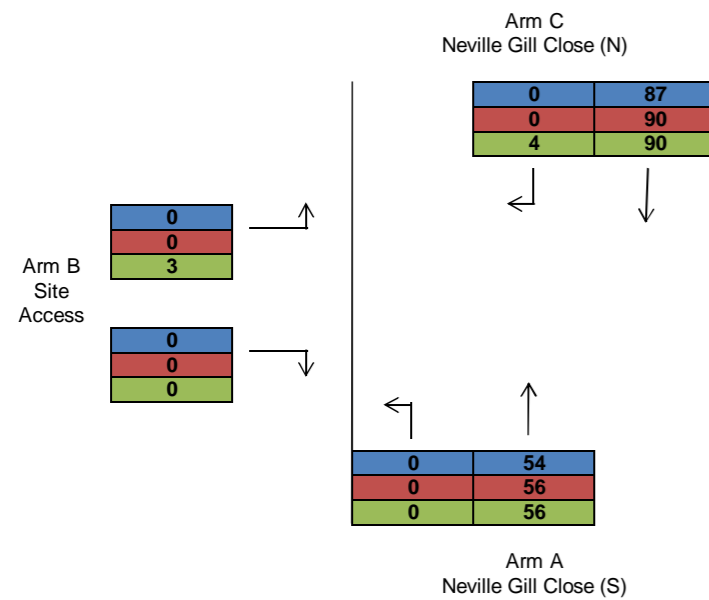 Arm C
Neville Gill Close (N)
0 87
0 90
4 90
0
0
3
Arm B
Site
Access
0
0
0
0 54
0 56
0 56
Arm A
Neville Gill Close (S)